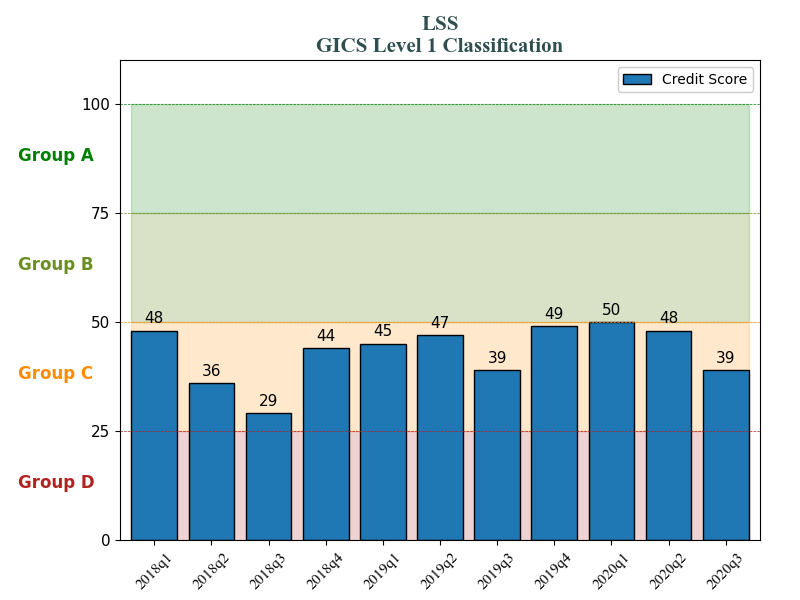 LSS
GICS Level 1 Classification
Credit Score
100
Group A
75
Group B
50
Group C
25
Group D
0
48
36
29
44
45
47
39
49
50
48
39
2018q1
2018q2
2018q3
2018q4
2019q1
2019q2
2019q3
2019q4
2020q1
2020q2
2020q3